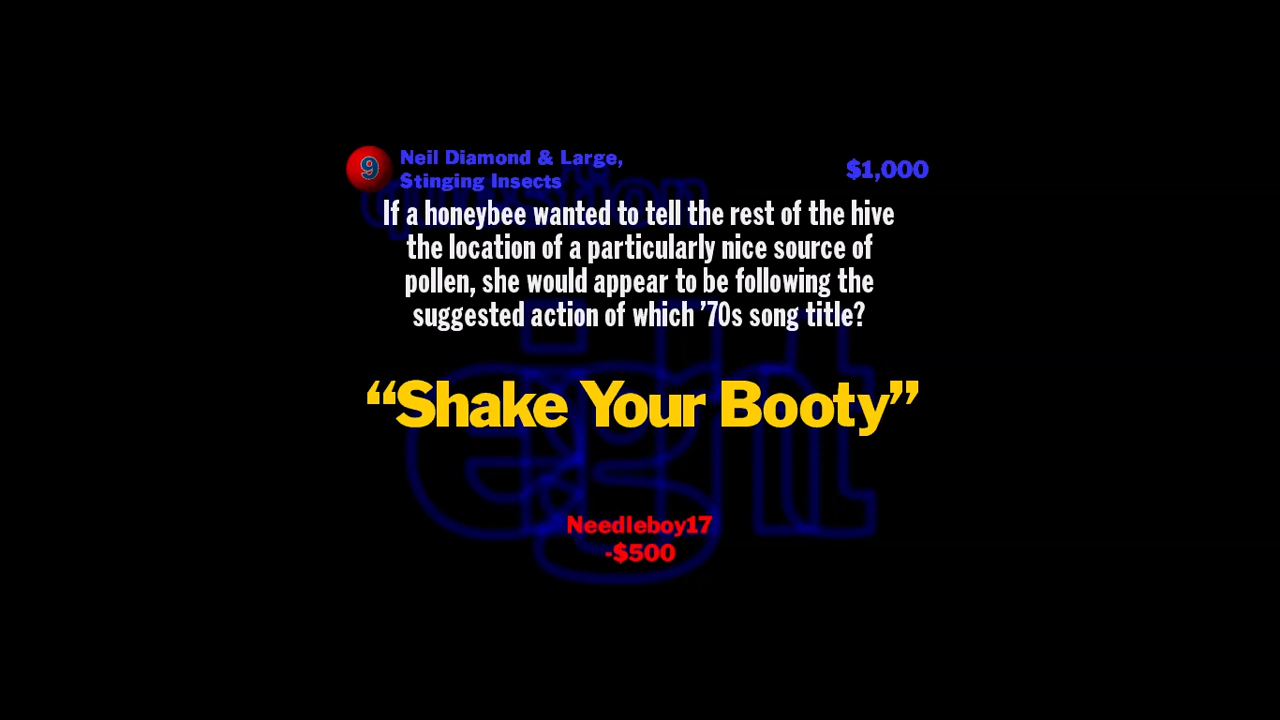 9
Neil Diamond & Large,
Stinging Insects
$1,000
question
If a honeybee wanted to tell the rest of the hive
the location of a particularly nice source of
pollen, she would appear to be following the
suggested action of which ’70s song title?
eight
“Shake Your Booty”
Needleboy17
-$500